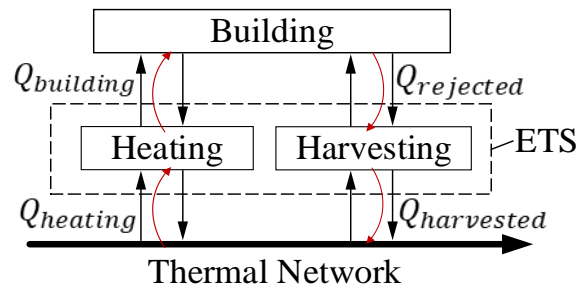 Building
Q_building
Q_rejected
Heating
Harvesting
ETS
Q_heating
Q_harvested
Thermal Network